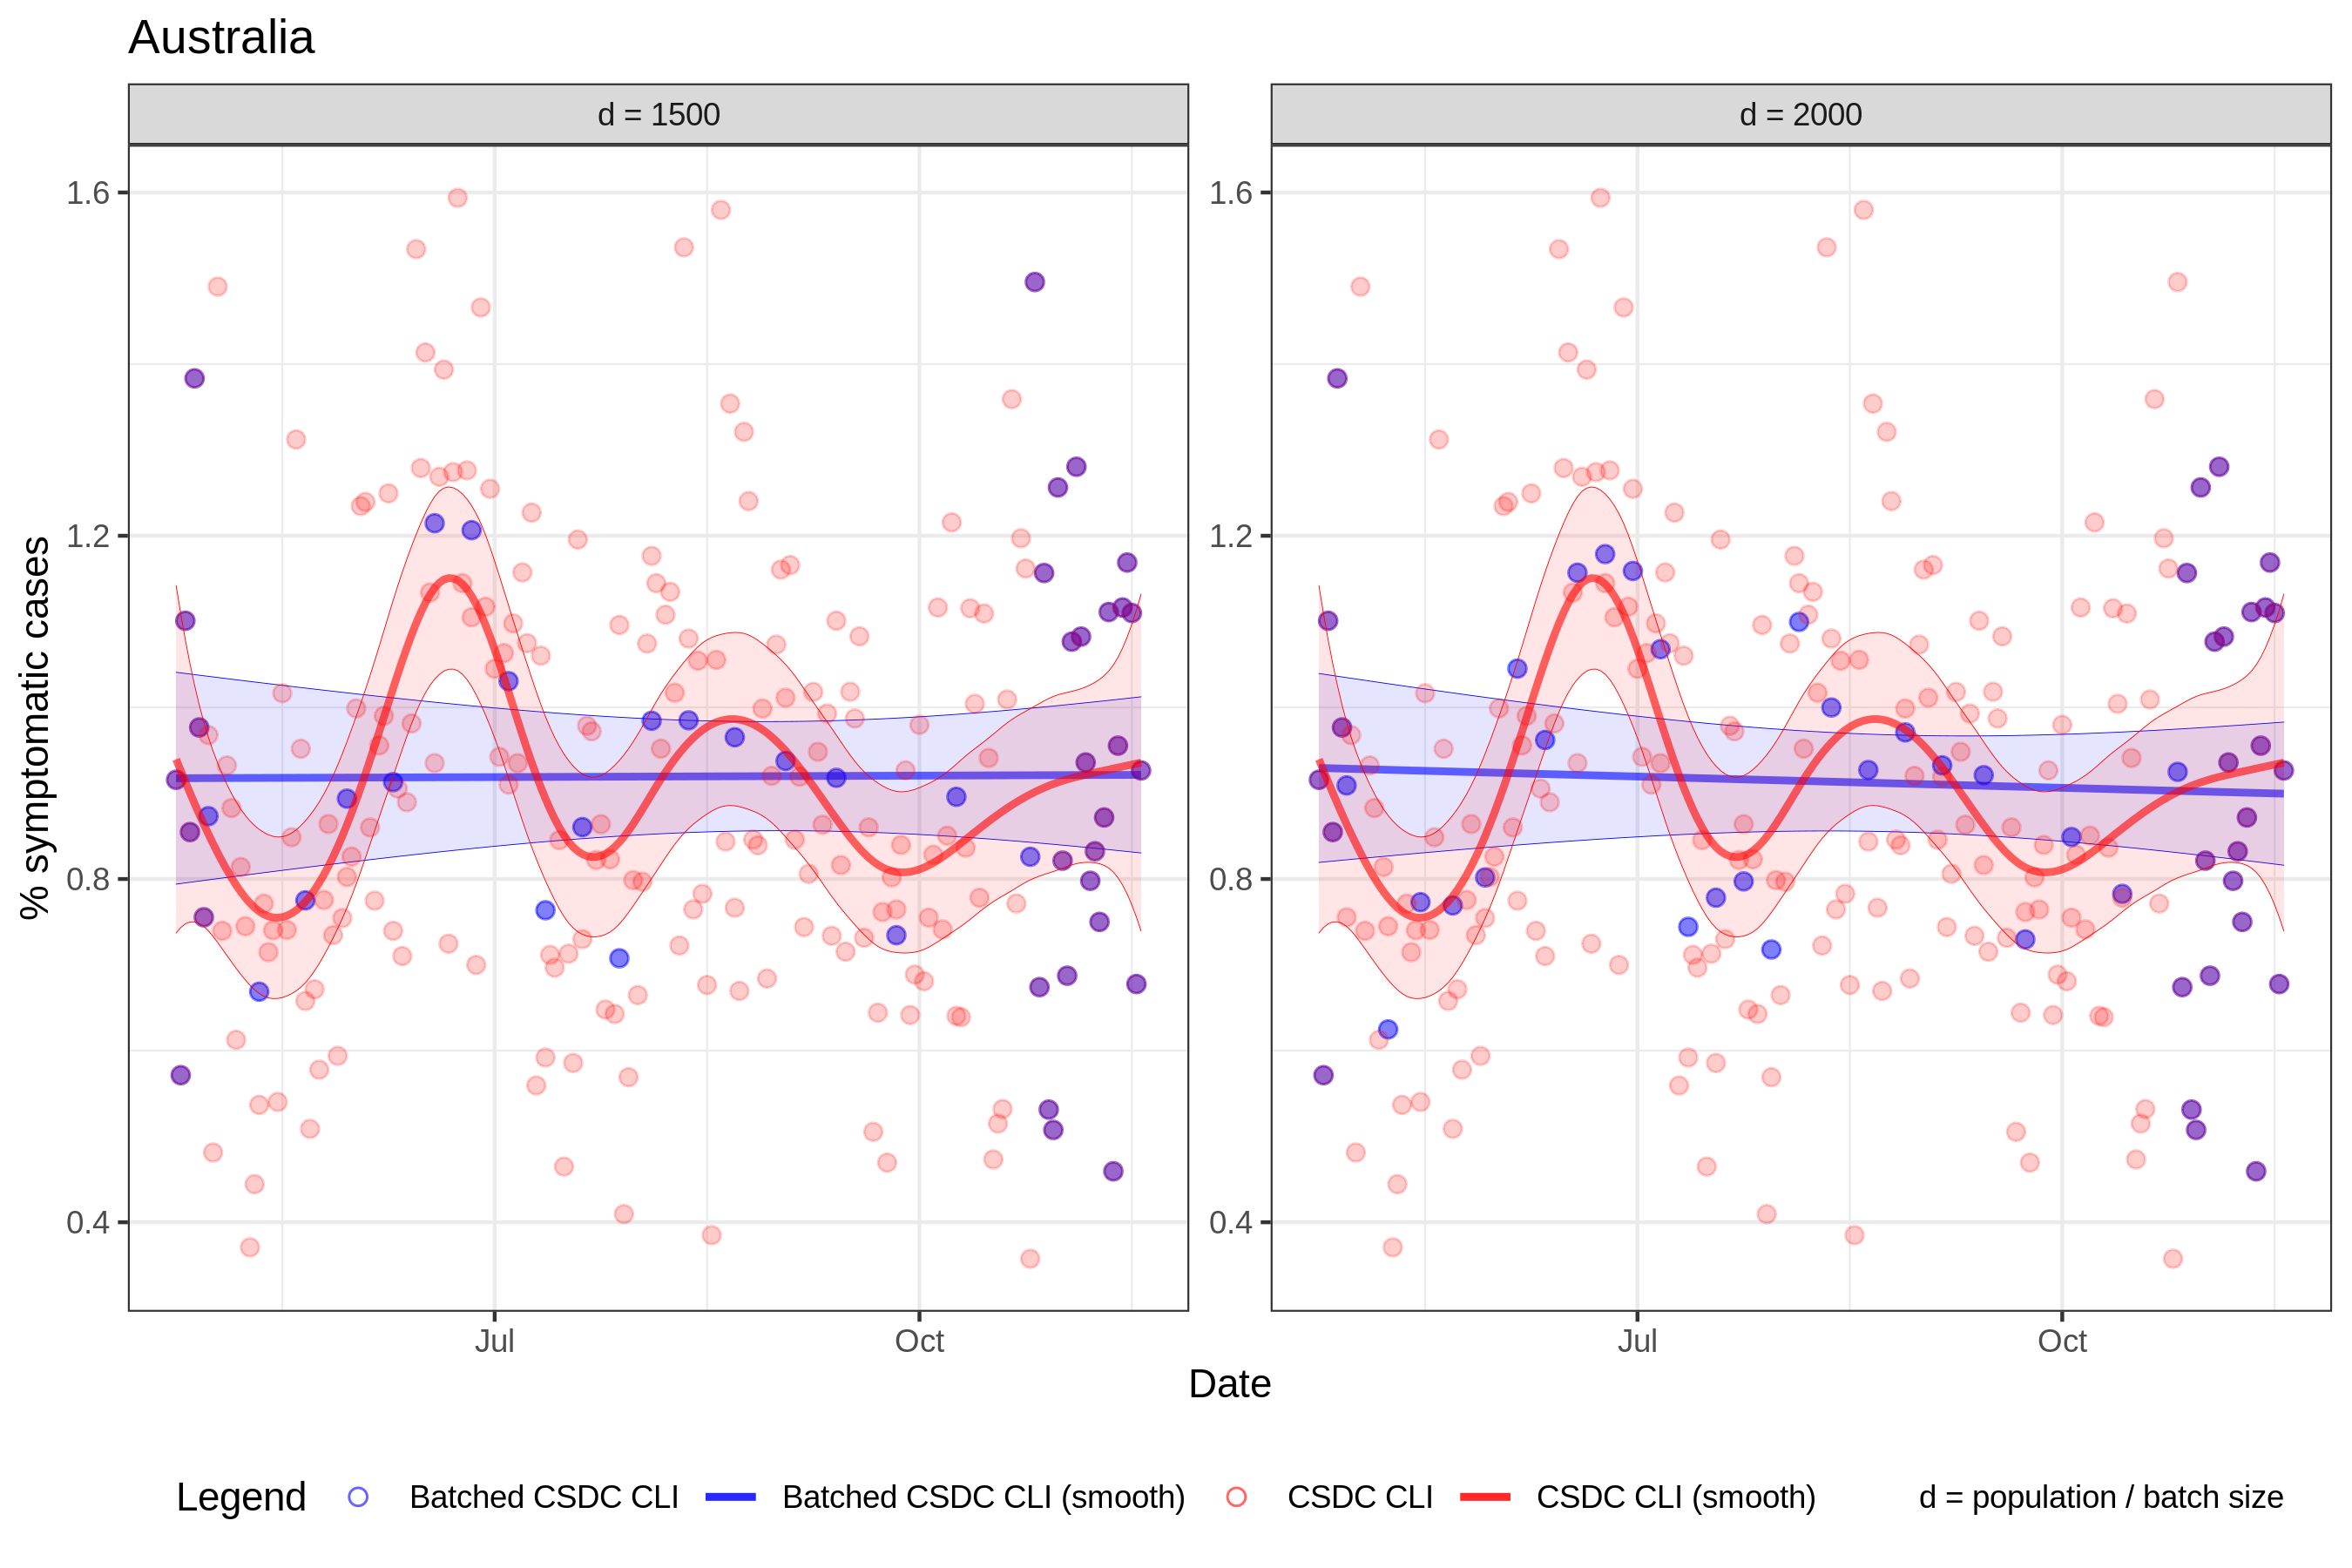 Australia
d = 1500
d = 2000
% symptomatic cases
1.6
1.2
0.8
0.4
1.6
1.2
0.8
0.4
Jul
Oct
Jul
Oct
Date
Legend
Batched CSDC CLI
Batched CSDC CLI (smooth)
CSDC CLI
CSDC CLI (smooth)
d = population / batch size